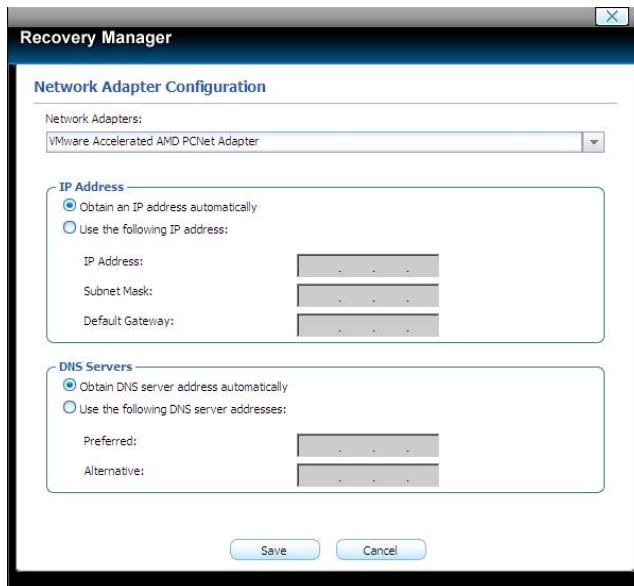 Recovery Manager
Network Adapter Configuration
Network Adapters:
VMware Accelerated AMD PCNet Adapter
IP Address
Obtain an IP address automatically
Use the following IP address:
IP Address:
. . .
Subnet Mask:
. . .
Default Gateway:
. . .
DNS Servers
Obtain DNS server address automatically
Use the following DNS server addresses:
Preferred:
. . .
Alternative:
. . .
Save Cancel